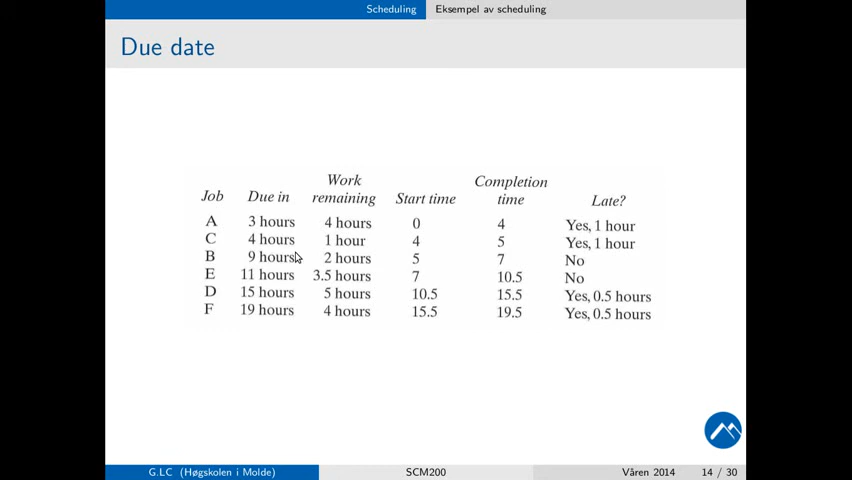 Scheduling Eksempel av scheduling
Due date
Work Completion
Job Due in remaining Start time time Late?
A 3 hours 4 hours 0 4 Yes, 1 hour
C 4 hours 1 hour 4 5 Yes, 1 hour
B 9 hours 2 hours 5 7 No
E 11 hours 3.5 hours 7 10.5 No
D 15 hours 5 hours 10.5 15.5 Yes, 0.5 hours
F 19 hours 4 hours 15.5 19.5 Yes, 0.5 hours
G.LC (Høgskolen i Molde) SCM200 Våren 2014 14 / 30